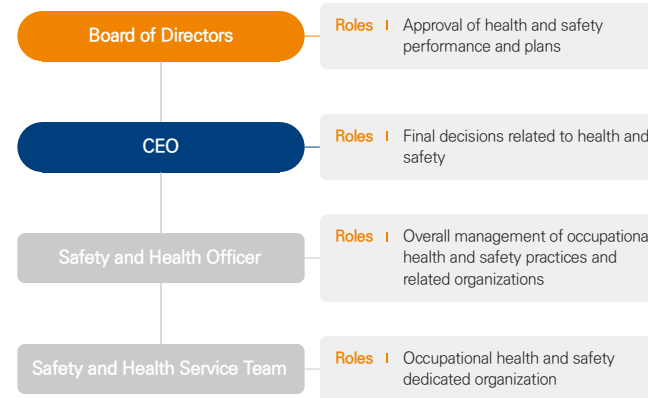 Board of Directors
Roles | Approval of health and safety
performance and plans
CEO
Roles | Final decisions related to health and
safety
Safety and Health Officer
Roles | Overall management of occupationa
health and safety practices and
related organizations
Safety and Health Service Team
Roles | Occupational health and safety
dedicated organization